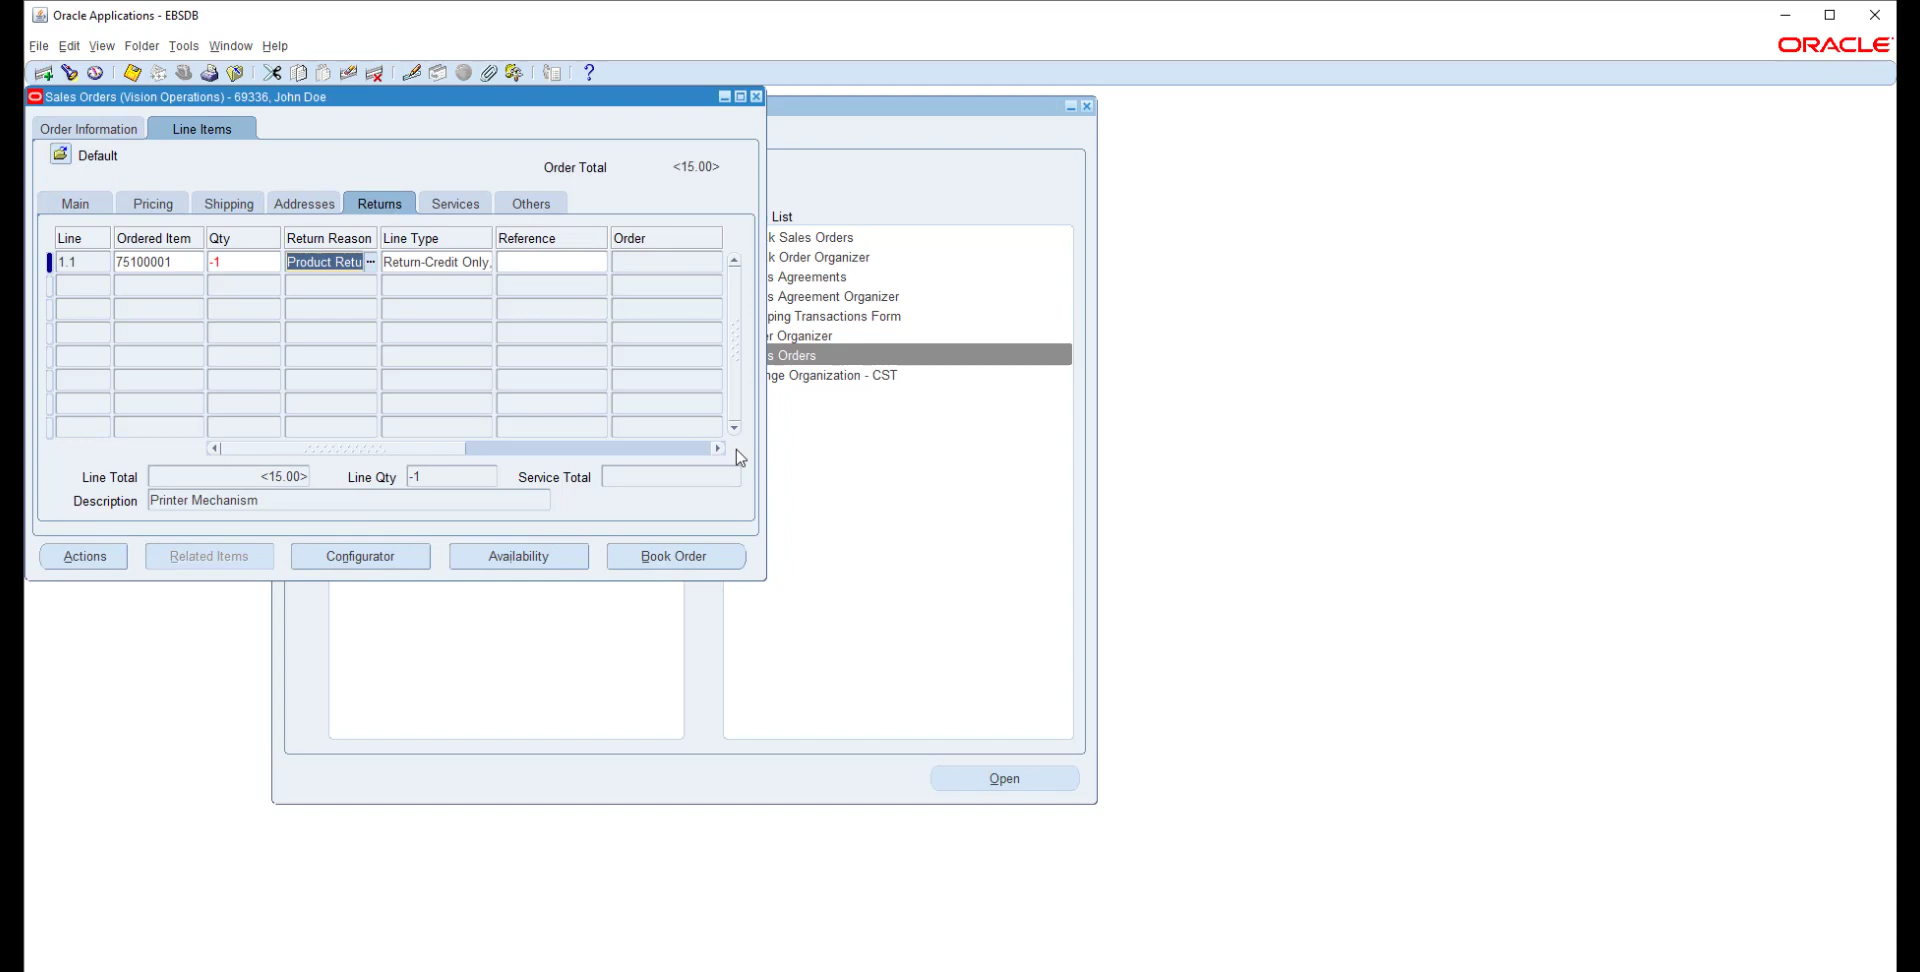 Oracle Applications - EBSDB
File Edit View Folder Tools Window Help
ORACLE
Sales Orders (Vision Operations) - 69336, John Doe
Order Information Line Items
Default
Order Total <15.00>
Main Pricing Shipping Addresses Returns Services Others
Line Ordered Item Qty Return Reason Line Type Reference Order
1.1 75100001 -1 Product Retu Return-Credit Only,
Line Total <15.00> Line Qty -1 Service Total
Description Printer Mechanism
Actions Related Items Configurator Availability Book Order
List
k Sales Orders
k Order Organizer
s Agreements
s Agreement Organizer
ping Transactions Form
er Organizer
s Orders
nge Organization - CST
Open